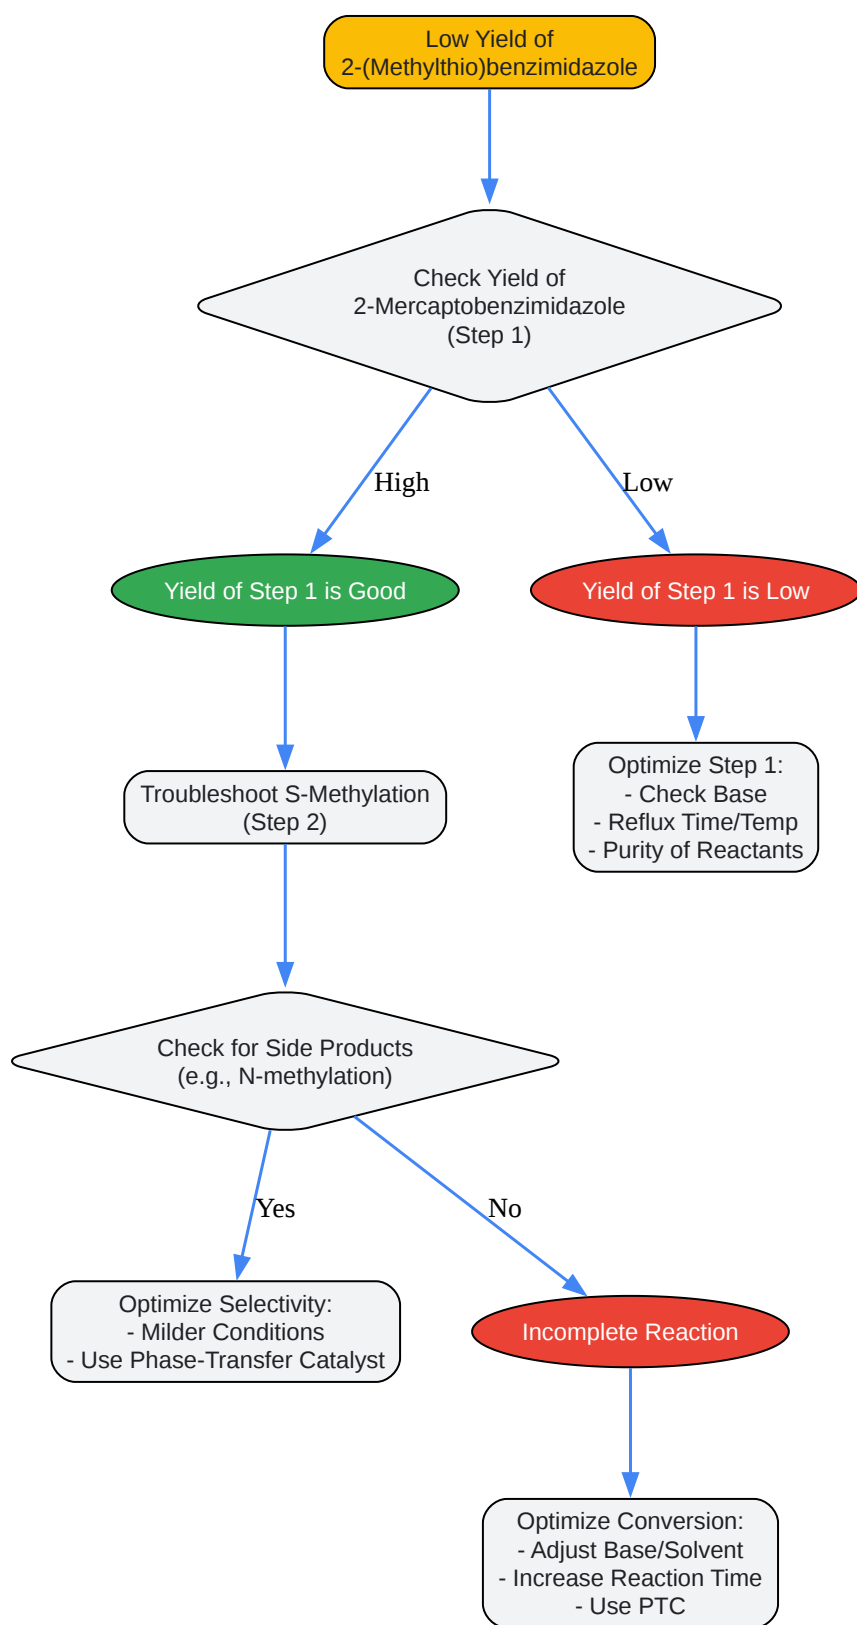 Low Yield of
2-(Methylthio)benzimidazole
Check Yield of
2-Mercaptobenzimidazole
(Step 1)
High
Low
Yield of Step 1 is Good
Yield of Step 1 is Low
Optimize Step 1:
- Check Base
- Reflux Time/Temp
- Purity of Reactants
Troubleshoot S-Methylation
(Step 2)
Check for Side Products
(e.g., N-methylation)
Yes
No
Optimize Selectivity:
- Milder Conditions
- Use Phase-Transfer Catalyst
Incomplete Reaction
Optimize Conversion:
- Adjust Base/Solvent
- Increase Reaction Time
- Use PTC